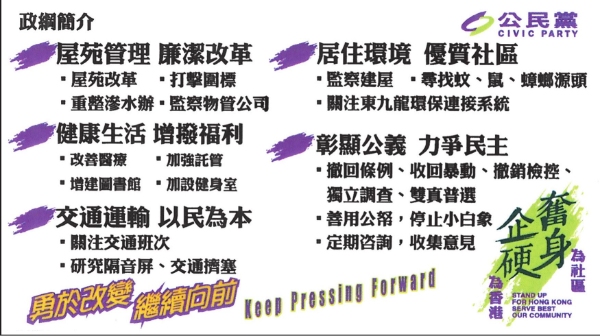 政綱簡介
公民黨
CIVIC PARTY
屋苑管理 廉潔改革
▪屋苑改革 ▪打擊圍標
▪重整滲水辦▪監察物管公司
健康生活 增撥福利
▪改善醫療 ▪加強託管
▪增建圖書館 ▪加設健身室
交通運輸 以民為本
▪關注交通班次
▪研究隔音屏、交通擠塞
居住環境 優質社區
▪監察建屋 ▪尋找蚊、鼠、蟑螂源頭
▪關注東九龍環保連接系統
彰顯公義 力爭民主
▪撤回條例、收回暴動、撤銷檢控、
獨立調查、雙真普選
▪善用公帑，停止小白象
▪定期咨詢，收集意見
勇於改變 繼續向前 Keep Pressing Forward
奮身
企硬
為社區
為香港
STAND UP
FOR HONG KONG
SERVE BEST
OUR COMMUNITY